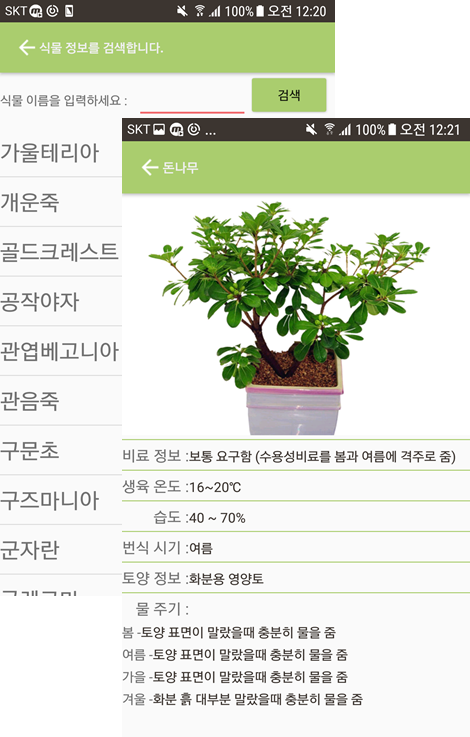 SKT 100% 오전 12:20
식물 정보를 검색합니다.
식물 이름을 입력하세요 :
검색
가울테리아
개운죽
골드크레스트
공작야자
관엽베고니아
관음죽
구문초
구즈마니아
군자란
SKT ... 100% 오전 12:21
돈나무
비료 정보 :보통 요구함 (수용성비료를 봄과 여름에 격주로 줌)
생육 온도 :16~20℃
습도 :40 ~ 70%
번식 시기 :여름
토양 정보 :화분용 영양토
물 주기 :
봄 -토양 표면이 말랐을때 충분히 물을 줌
여름 -토양 표면이 말랐을때 충분히 물을 줌
가을 -토양 표면이 말랐을때 충분히 물을 줌
겨울 -화분 흙 대부분 말랐을때 충분히 물을 줌